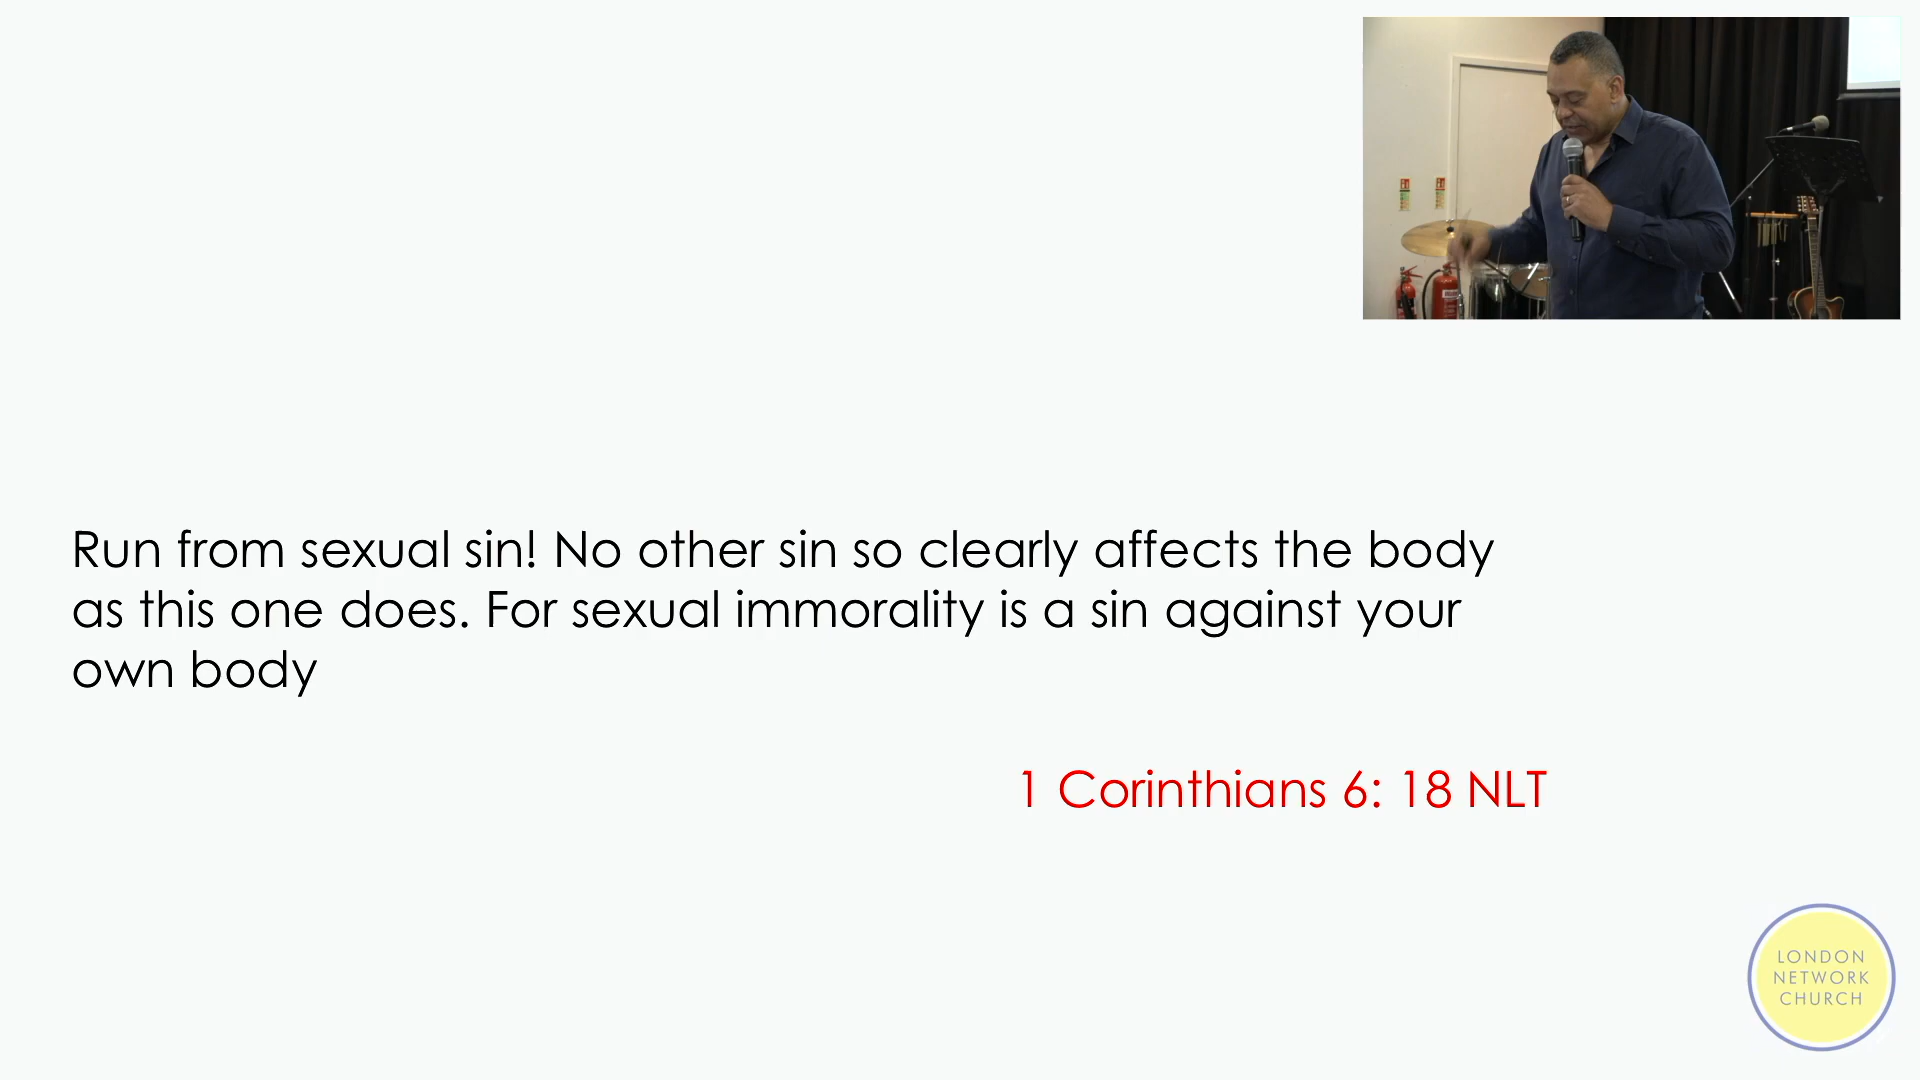 Run from sexual sin! No other sin so clearly affects the body
as this one does. For sexual immorality is a sin against your
own body
1 Corinthians 6: 18 NLT
LONDON
NETWORK
CHURCH